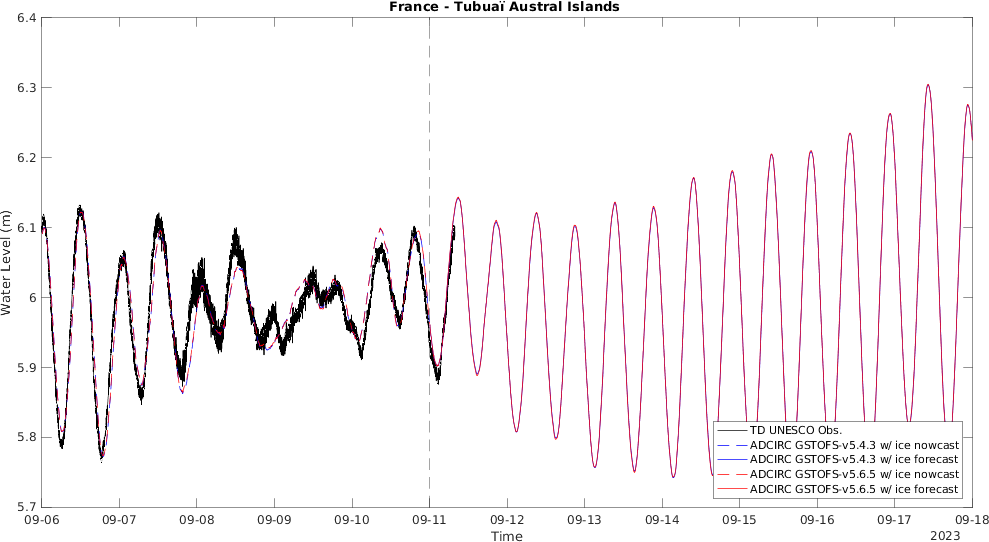 France - Tubuaï Austral Islands
6.4
6.3
6.2
6.1
6
5.9
5.8
5.7
Water Level (m)
TD UNESCO Obs.
ADCIRC GSTOFS-v5.4.3 w/ ice nowcast
ADCIRC GSTOFS-v5.4.3 w/ ice forecast
ADCIRC GSTOFS-v5.6.5 w/ ice nowcast
ADCIRC GSTOFS-v5.6.5 w/ ice forecast
09-06 09-07 09-08 09-09 09-10 09-11 09-12 09-13 09-14 09-15 09-16 09-17 09-18
Time
2023